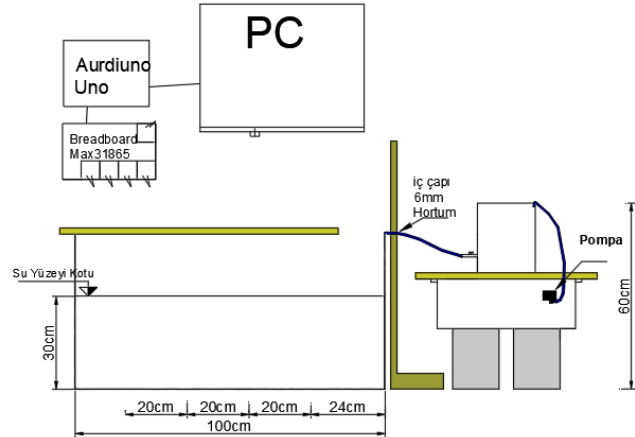 PC
Aurdiuno
Uno
Breadboard
Max31865
iç çapı
6mm
Hortum
Pompa
Su Yüzeyi Kotu
60cm
30cm
20cm
20cm
20cm
24cm
100cm